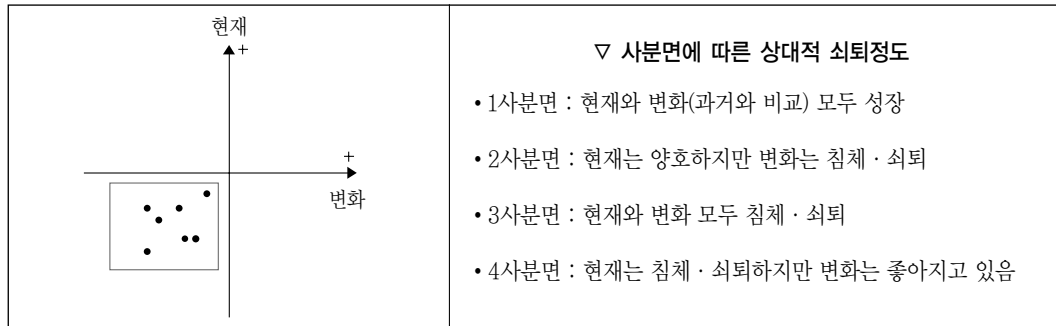 현재
+
+
변화
▽ 사분면에 따른 상대적 쇠퇴정도
• 1사분면 : 현재와 변화(과거와 비교) 모두 성장
• 2사분면 : 현재는 양호하지만 변화는 침체 · 쇠퇴
• 3사분면 : 현재와 변화 모두 침체 · 쇠퇴
• 4사분면 : 현재는 침체 · 쇠퇴하지만 변화는 좋아지고 있음